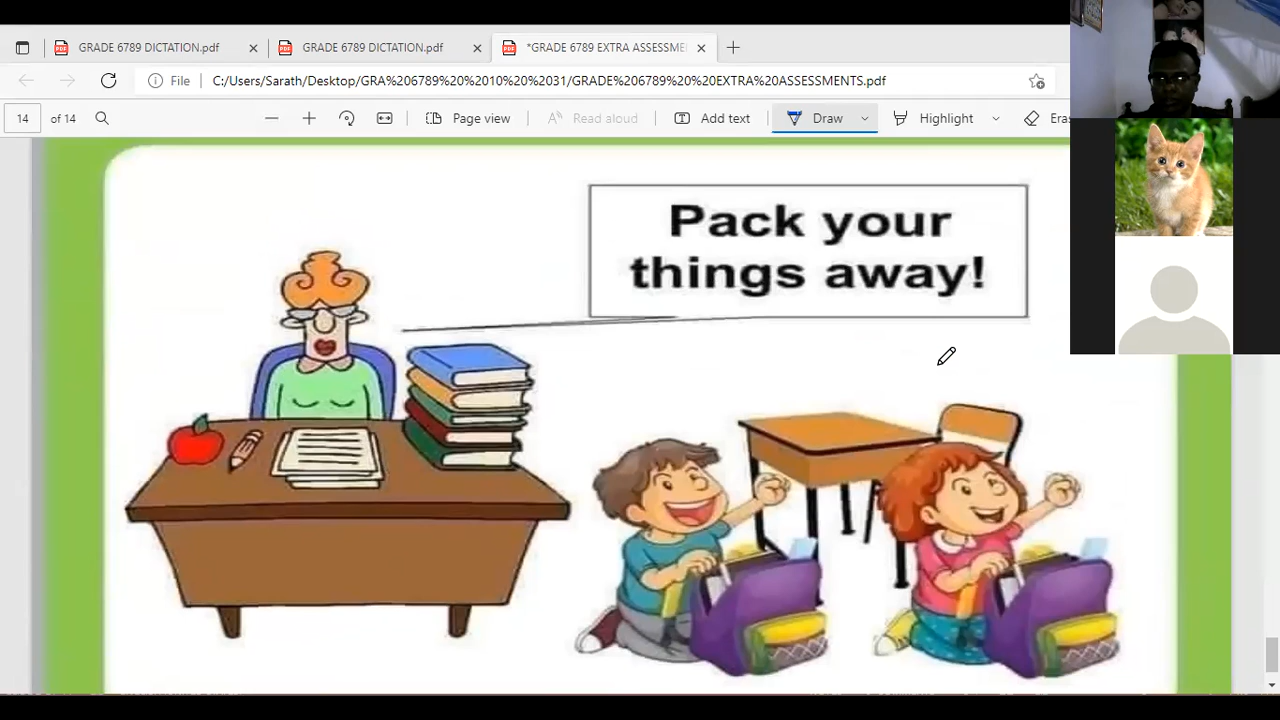 GRADE 6789 DICTATION.pdf
GRADE 6789 DICTATION.pdf
*GRADE 6789 EXTRA ASSESSME
File
C:/Users/Sarath/Desktop/GRA%206789%20%2010%20%2031/GRADE%206789%20%20EXTRA%20ASSESSMENTS.pdf
14 of 14
Page view
Read aloud
Add text
Draw
Highlight
Eras
Pack your
things away!